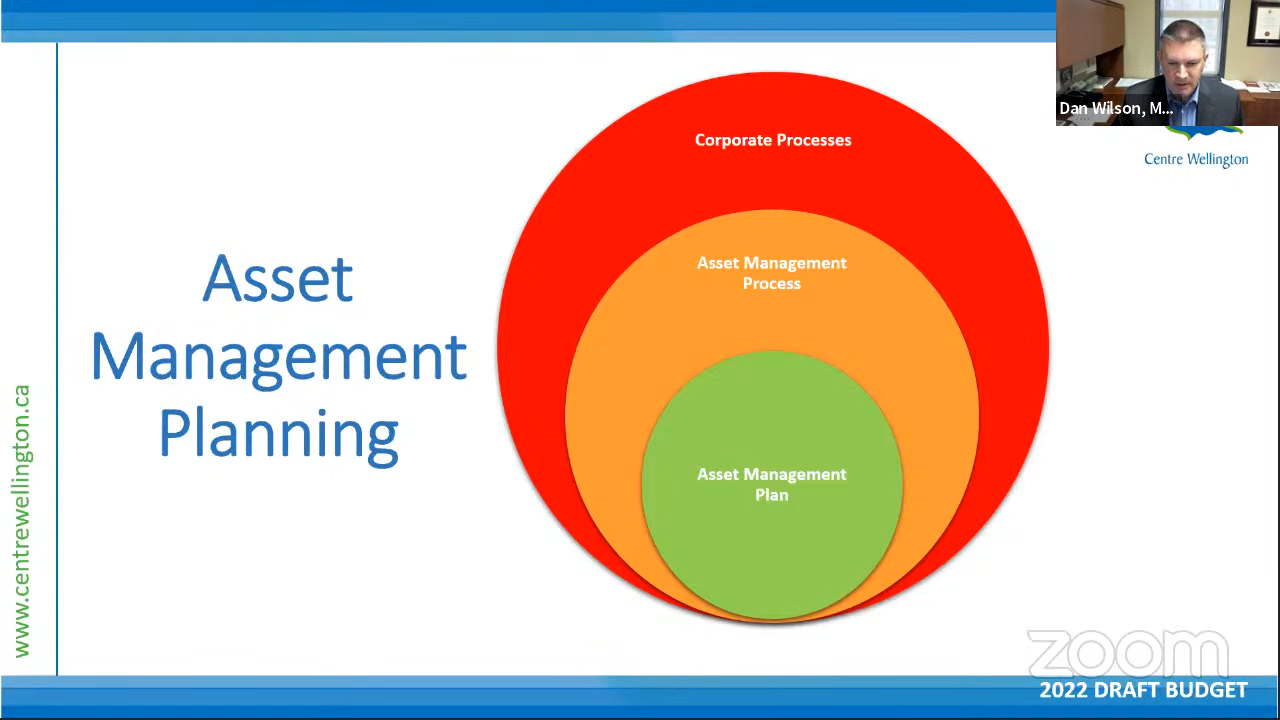 Dan Wilson, M...
Centre Wellington
Corporate Processes
Asset Management
Process
Asset Management
Plan
Asset
Management
Planning
www.centrewellington.ca
zoom
2022 DRAFT BUDGET